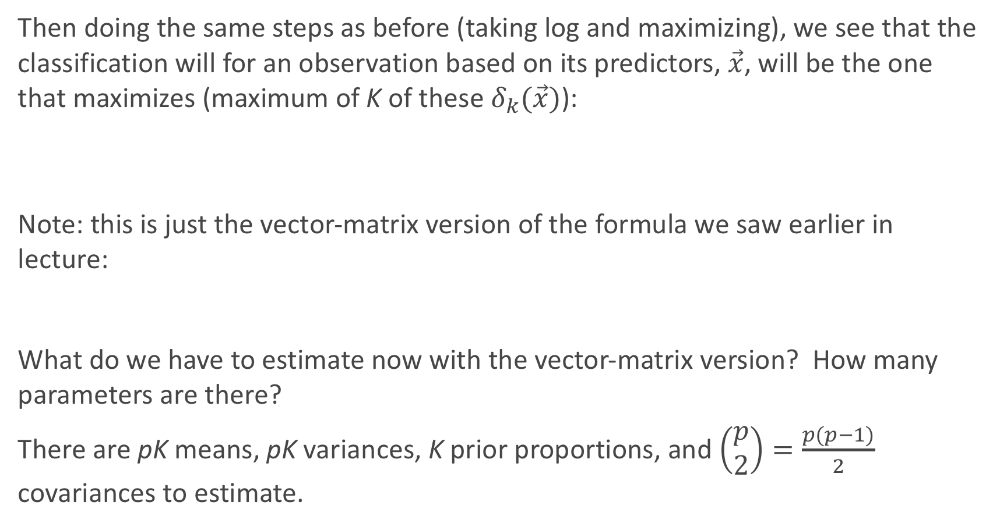 Then doing the same steps as before (taking log and maximizing), we see that the
classification will for an observation based on its predictors, $\vec{x}$, will be the one
that maximizes (maximum of K of these $\delta_k(\vec{x})$):
Note: this is just the vector-matrix version of the formula we saw earlier in
lecture:
What do we have to estimate now with the vector-matrix version? How many
parameters are there?
There are pK means, pK variances, K prior proportions, and $\binom{p}{2} = \frac{p(p-1)}{2}$
covariances to estimate.